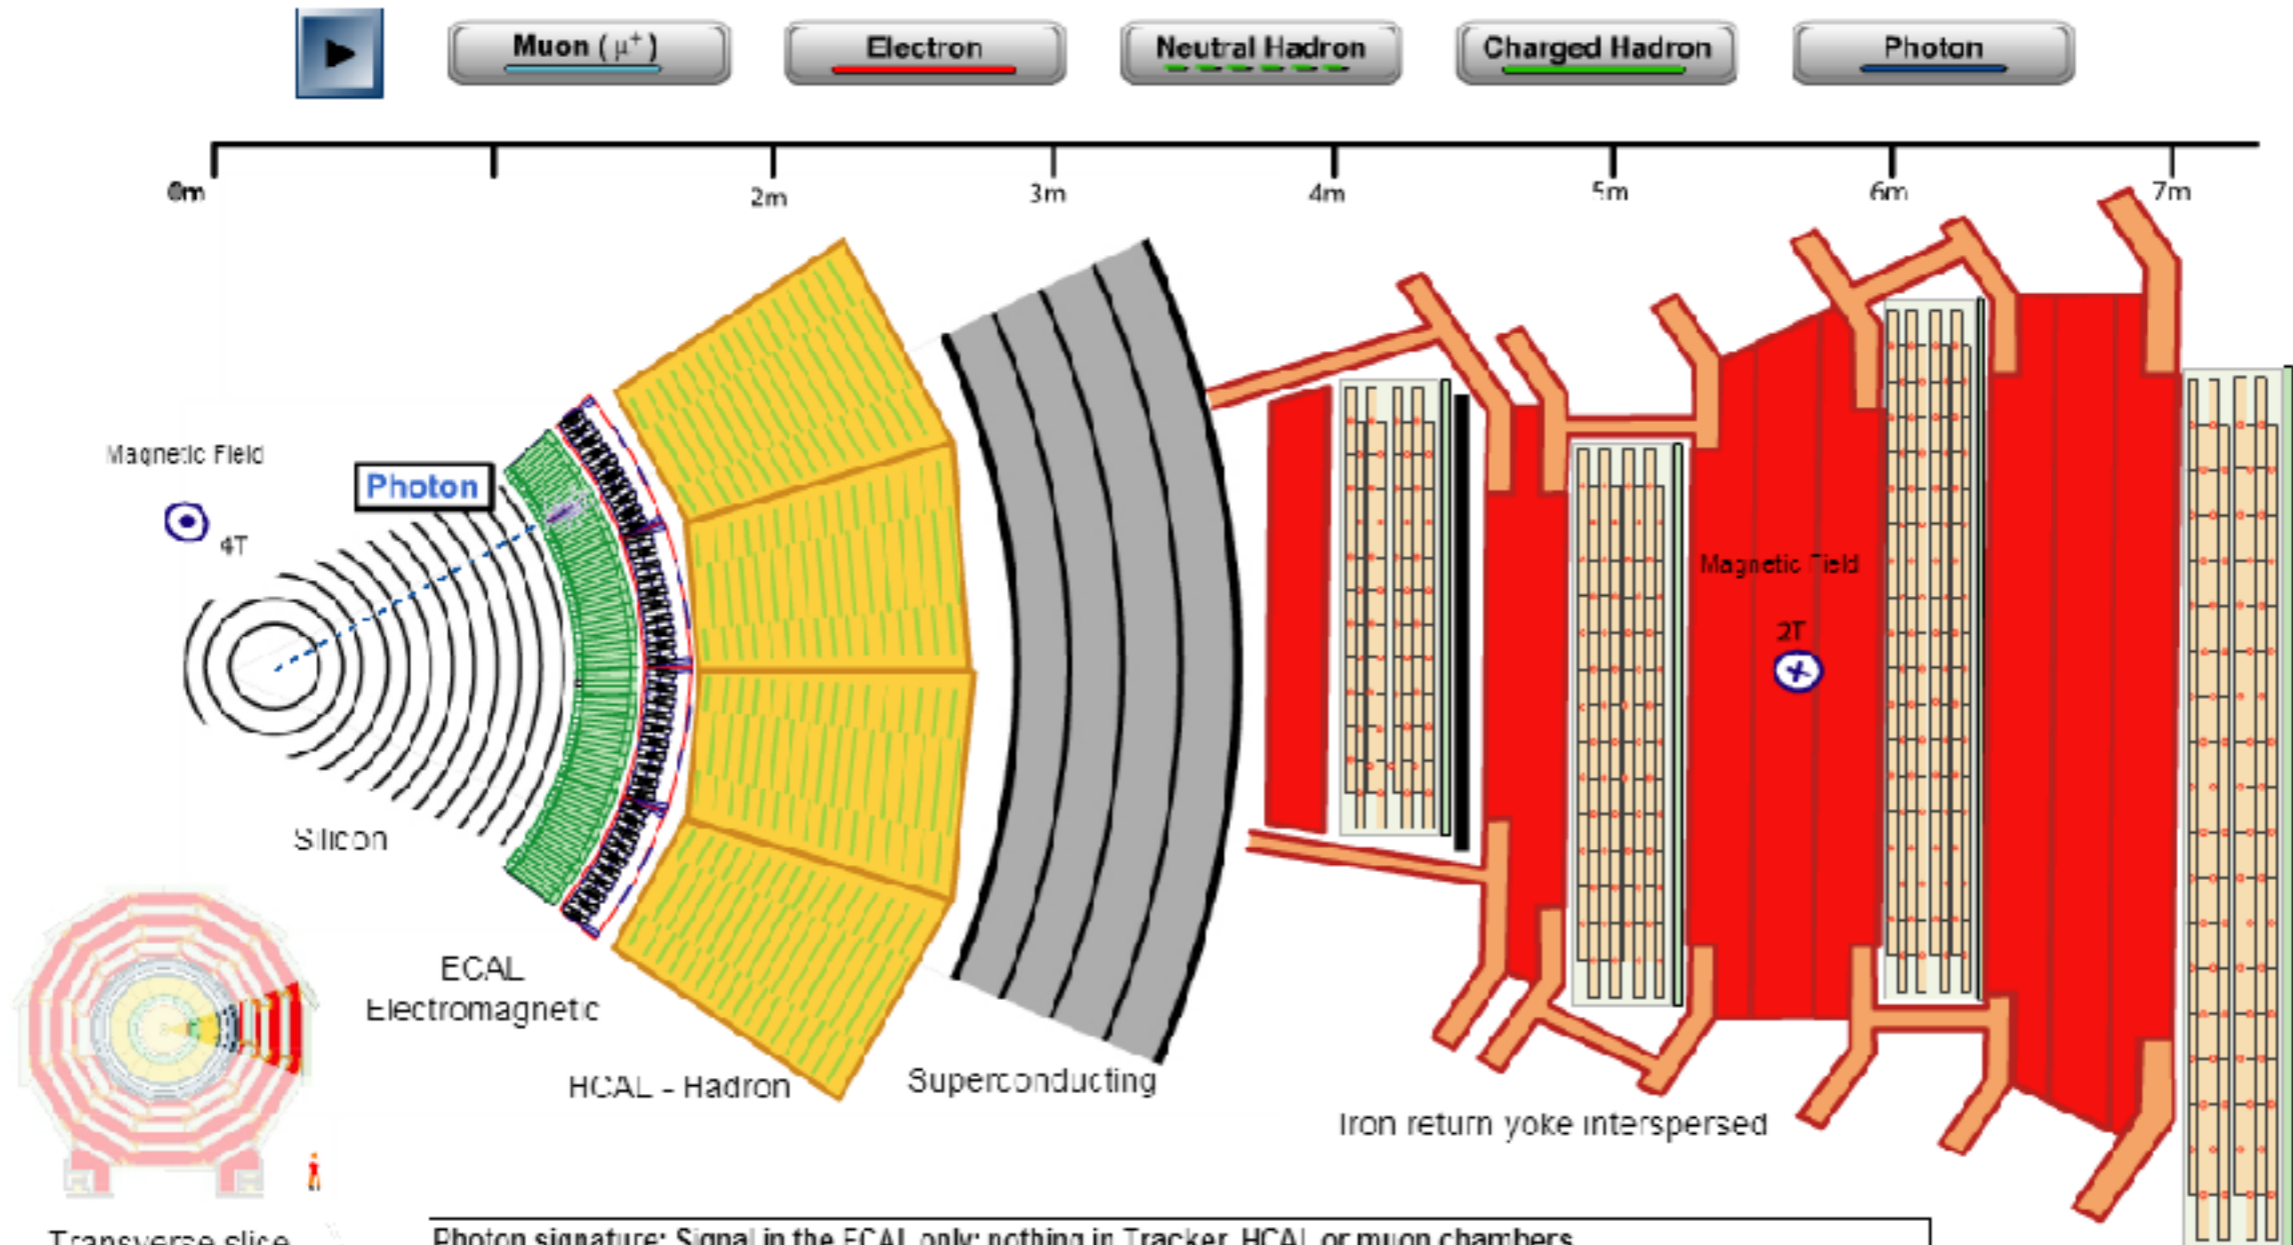 Muon ( μ⁺ )
Electron
Neutral Hadron
Charged Hadron
Photon
0m
2m
3m
4m
5m
6m
7m
Magnetic Field
4T
Photon
Silicon
ECAL
Electromagnetic
HCAL - Hadron
Superconducting
Magnetic Field
2T
Iron return yoke interspersed
Transverse slice
Photon signature: Signal in the ECAL only; nothing in Tracker, HCAL or muon chambers